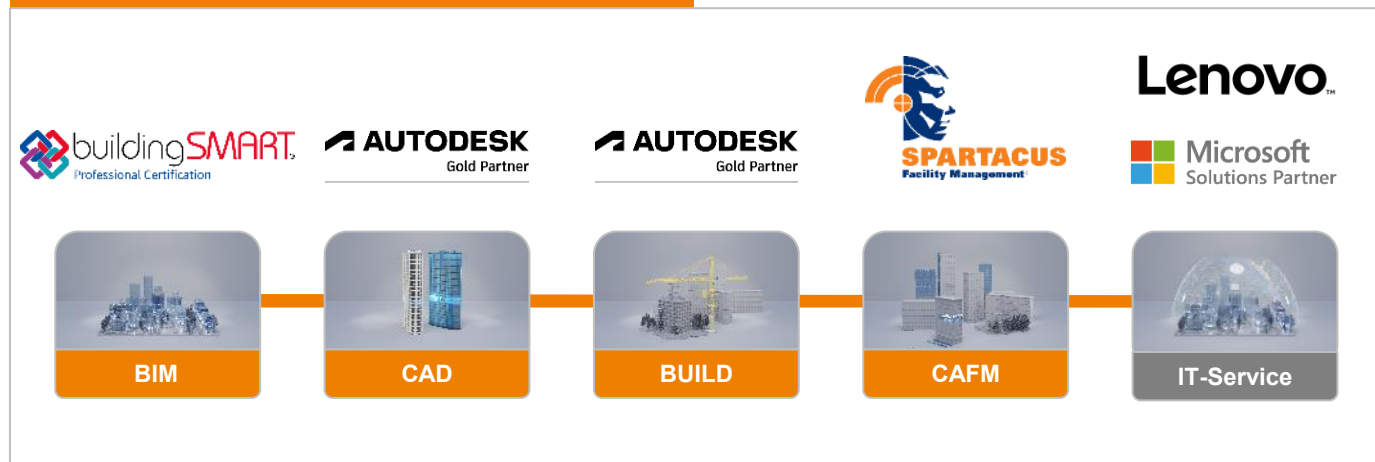 buildingSMART®
Professional Certification
AUTODESK
Gold Partner
AUTODESK
Gold Partner
SPARTACUS
Facility Management
Lenovo™
Microsoft
Solutions Partner
BIM
CAD
BUILD
CAFM
IT-Service